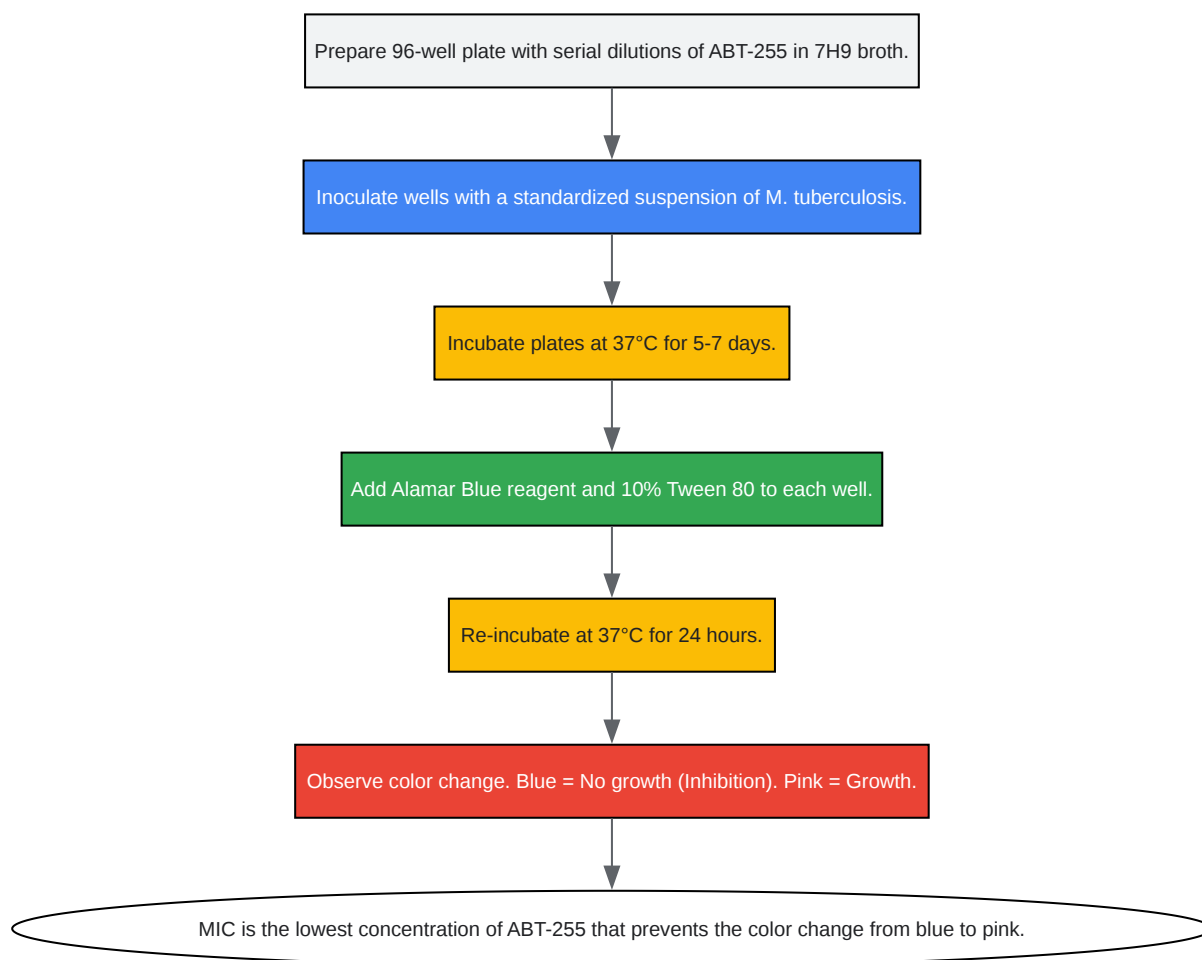 Prepare 96-well plate with serial dilutions of ABT-255 in 7H9 broth.
Inoculate wells with a standardized suspension of M. tuberculosis.
Incubate plates at 37°C for 5-7 days.
Add Alamar Blue reagent and 10% Tween 80 to each well.
Re-incubate at 37°C for 24 hours.
Observe color change. Blue = No growth (Inhibition). Pink = Growth.
MIC is the lowest concentration of ABT-255 that prevents the color change from blue to pink.